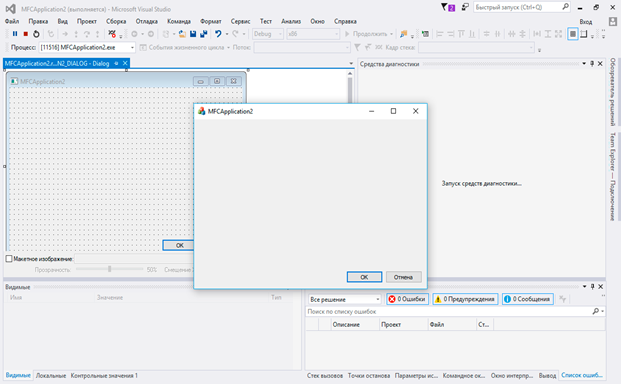 MFCApplication2 (выполняется) - Microsoft Visual Studio
2
Быстрый запуск (Ctrl+Q)
Файл Правка Вид Проект Сборка Отладка Команда Формат Сервис Тест Анализ Окно Справка
Вход
Debug x86 Продолжить
Процесс: [11516] MFCApplication2.exe События жизненного цикла Поток: Кадр стека:
MFCApplication2.r...N2_DIALOG - Dialog
Средства диагностики
MFCApplication2
MFCApplication2
Запуск средств диагностики...
Обозреватель решений
Team Explorer — Подключение
OK
OK Отмена
Макетное изображение:
Прозрачность: 50% Смещение
Видимые
Имя Значение Тип
Все решение 0 Ошибки 0 Предупреждения 0 Сообщения
Поиск по списку ошибок
Описание Проект Файл Ст...
Видимые Локальные Контрольные значения 1
Стек вызовов Точки останова Параметры ис... Командное ок... Окно интерпр... Вывод Список ошиб...